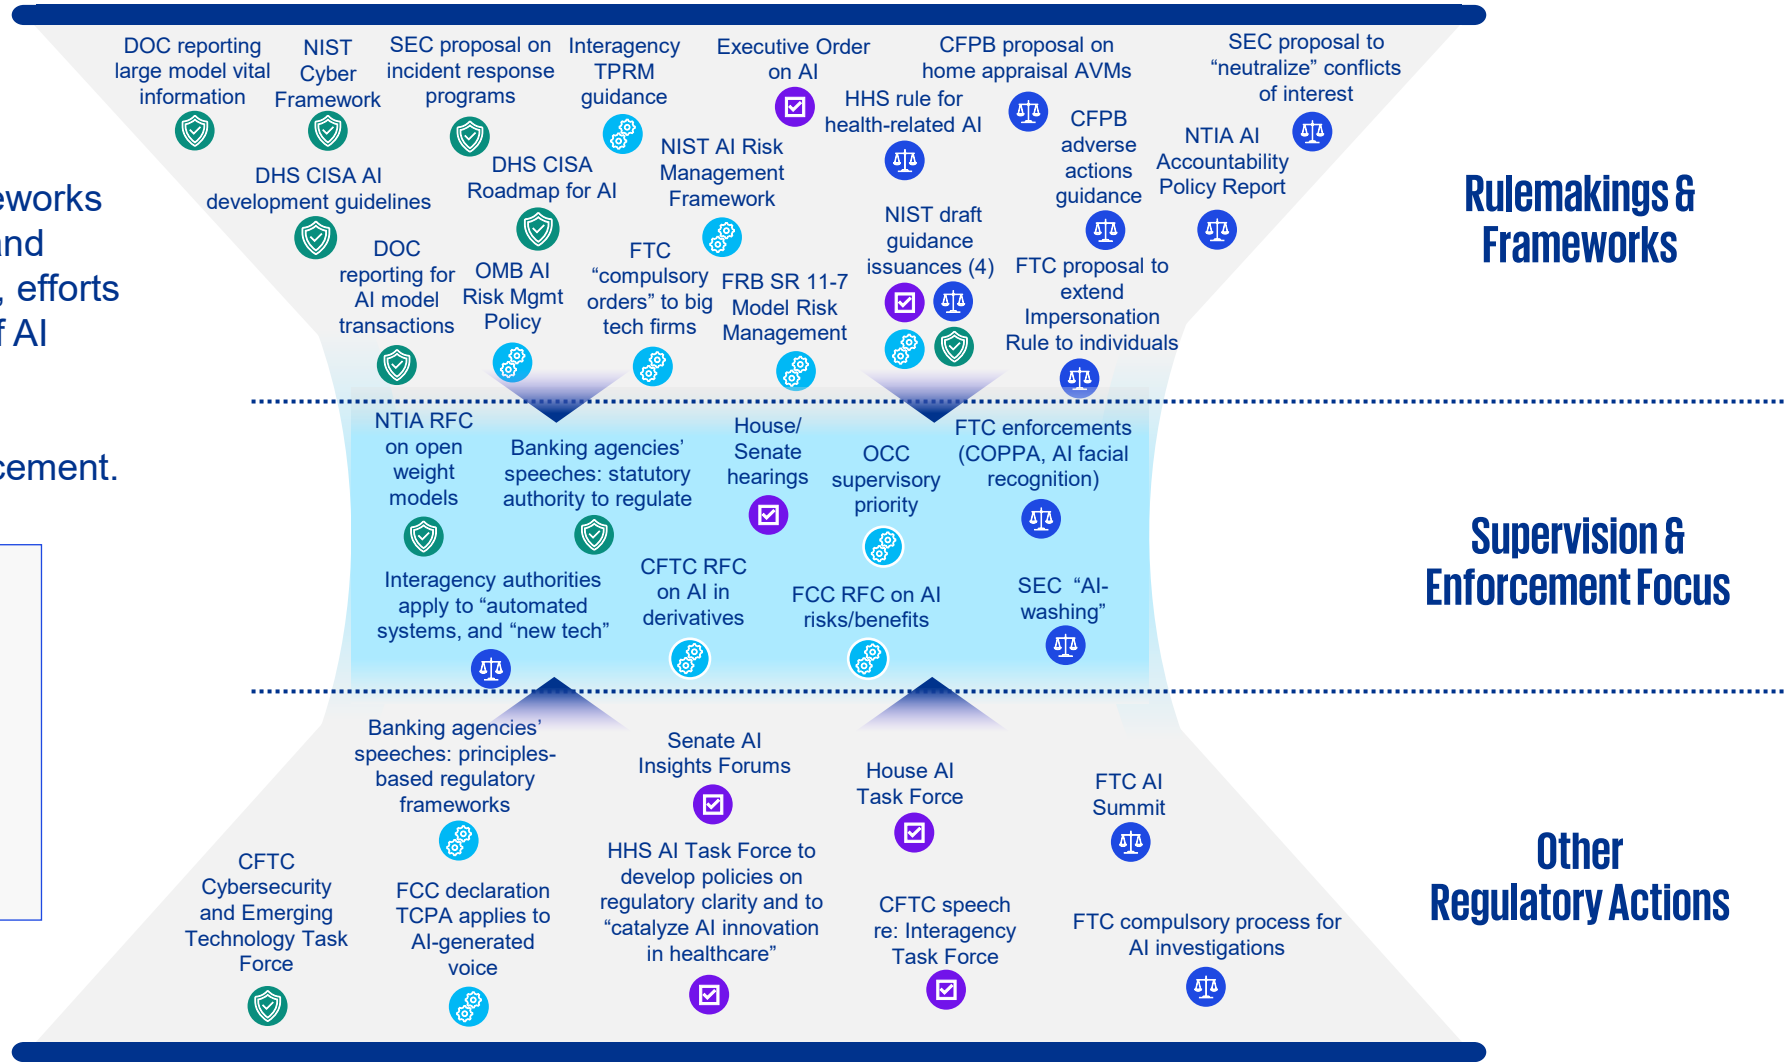 DOC reporting
large model vital
information
NIST
Cyber
Framework
SEC proposal on
incident response
programs
Interagency
TPRM
guidance
Executive Order
on AI
CFPB proposal on
home appraisal AVMs
SEC proposal to
“neutralize” conflicts
of interest
HHS rule for
health-related AI
CFPB
adverse
actions
guidance
NTIA AI
Accountability
Policy Report
DHS CISA AI
development guidelines
DHS CISA
Roadmap for AI
NIST AI Risk
Management
Framework
NIST draft
guidance
issuances (4)
DOC
reporting for
AI model
transactions
OMB AI
Risk Mgmt
Policy
FTC
“compulsory
orders” to big
tech firms
FRB SR 11-7
Model Risk
Management
FTC proposal to
extend
Impersonation
Rule to individuals
Rulemakings &
Frameworks
eworks
and
, efforts
f AI
cement.
NTIA RFC
on open
weight
models
Banking agencies’
speeches: statutory
authority to regulate
House/
Senate
hearings
OCC
supervisory
priority
FTC enforcements
(COPPA, AI facial
recognition)
Interagency authorities
apply to “automated
systems, and “new tech”
CFTC RFC
on AI in
derivatives
FCC RFC on AI
risks/benefits
SEC “AI-
washing”
Supervision &
Enforcement Focus
Banking agencies’
speeches: principles-
based regulatory
frameworks
Senate AI
Insights Forums
House AI
Task Force
FTC AI
Summit
CFTC
Cybersecurity
and Emerging
Technology Task
Force
FCC declaration
TCPA applies to
AI-generated
voice
HHS AI Task Force to
develop policies on
regulatory clarity and to
“catalyze AI innovation
in healthcare”
CFTC speech
re: Interagency
Task Force
FTC compulsory process for
AI investigations
Other
Regulatory Actions